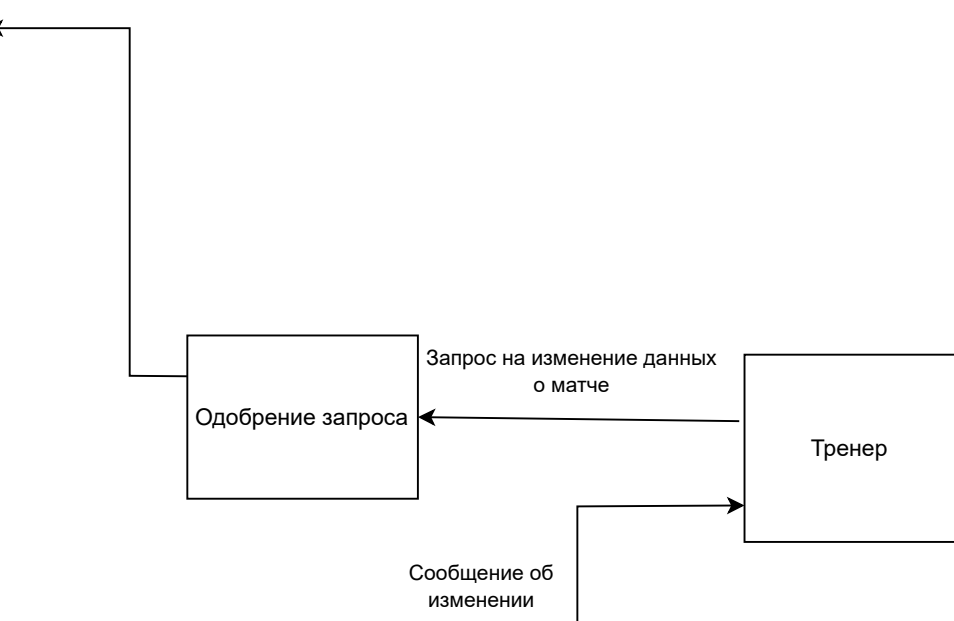 Запрос на изменение данных
о матче
Одобрение запроса
Тренер
Сообщение об
изменении